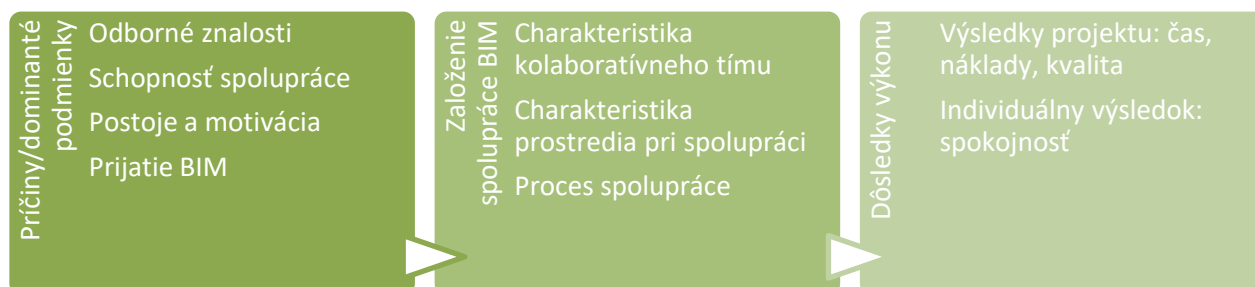 Príčiny/dominanté
podmienky
Odborné znalosti
Schopnosť spolupráce
Postoje a motivácia
Prijatie BIM
Založenie
spolupráce BIM
Charakteristika
kolaboratívneho tímu
Charakteristika
prostredia pri spolupráci
Proces spolupráce
Dôsledky výkonu
Výsledky projektu: čas,
náklady, kvalita
Individuálny výsledok:
spokojnosť